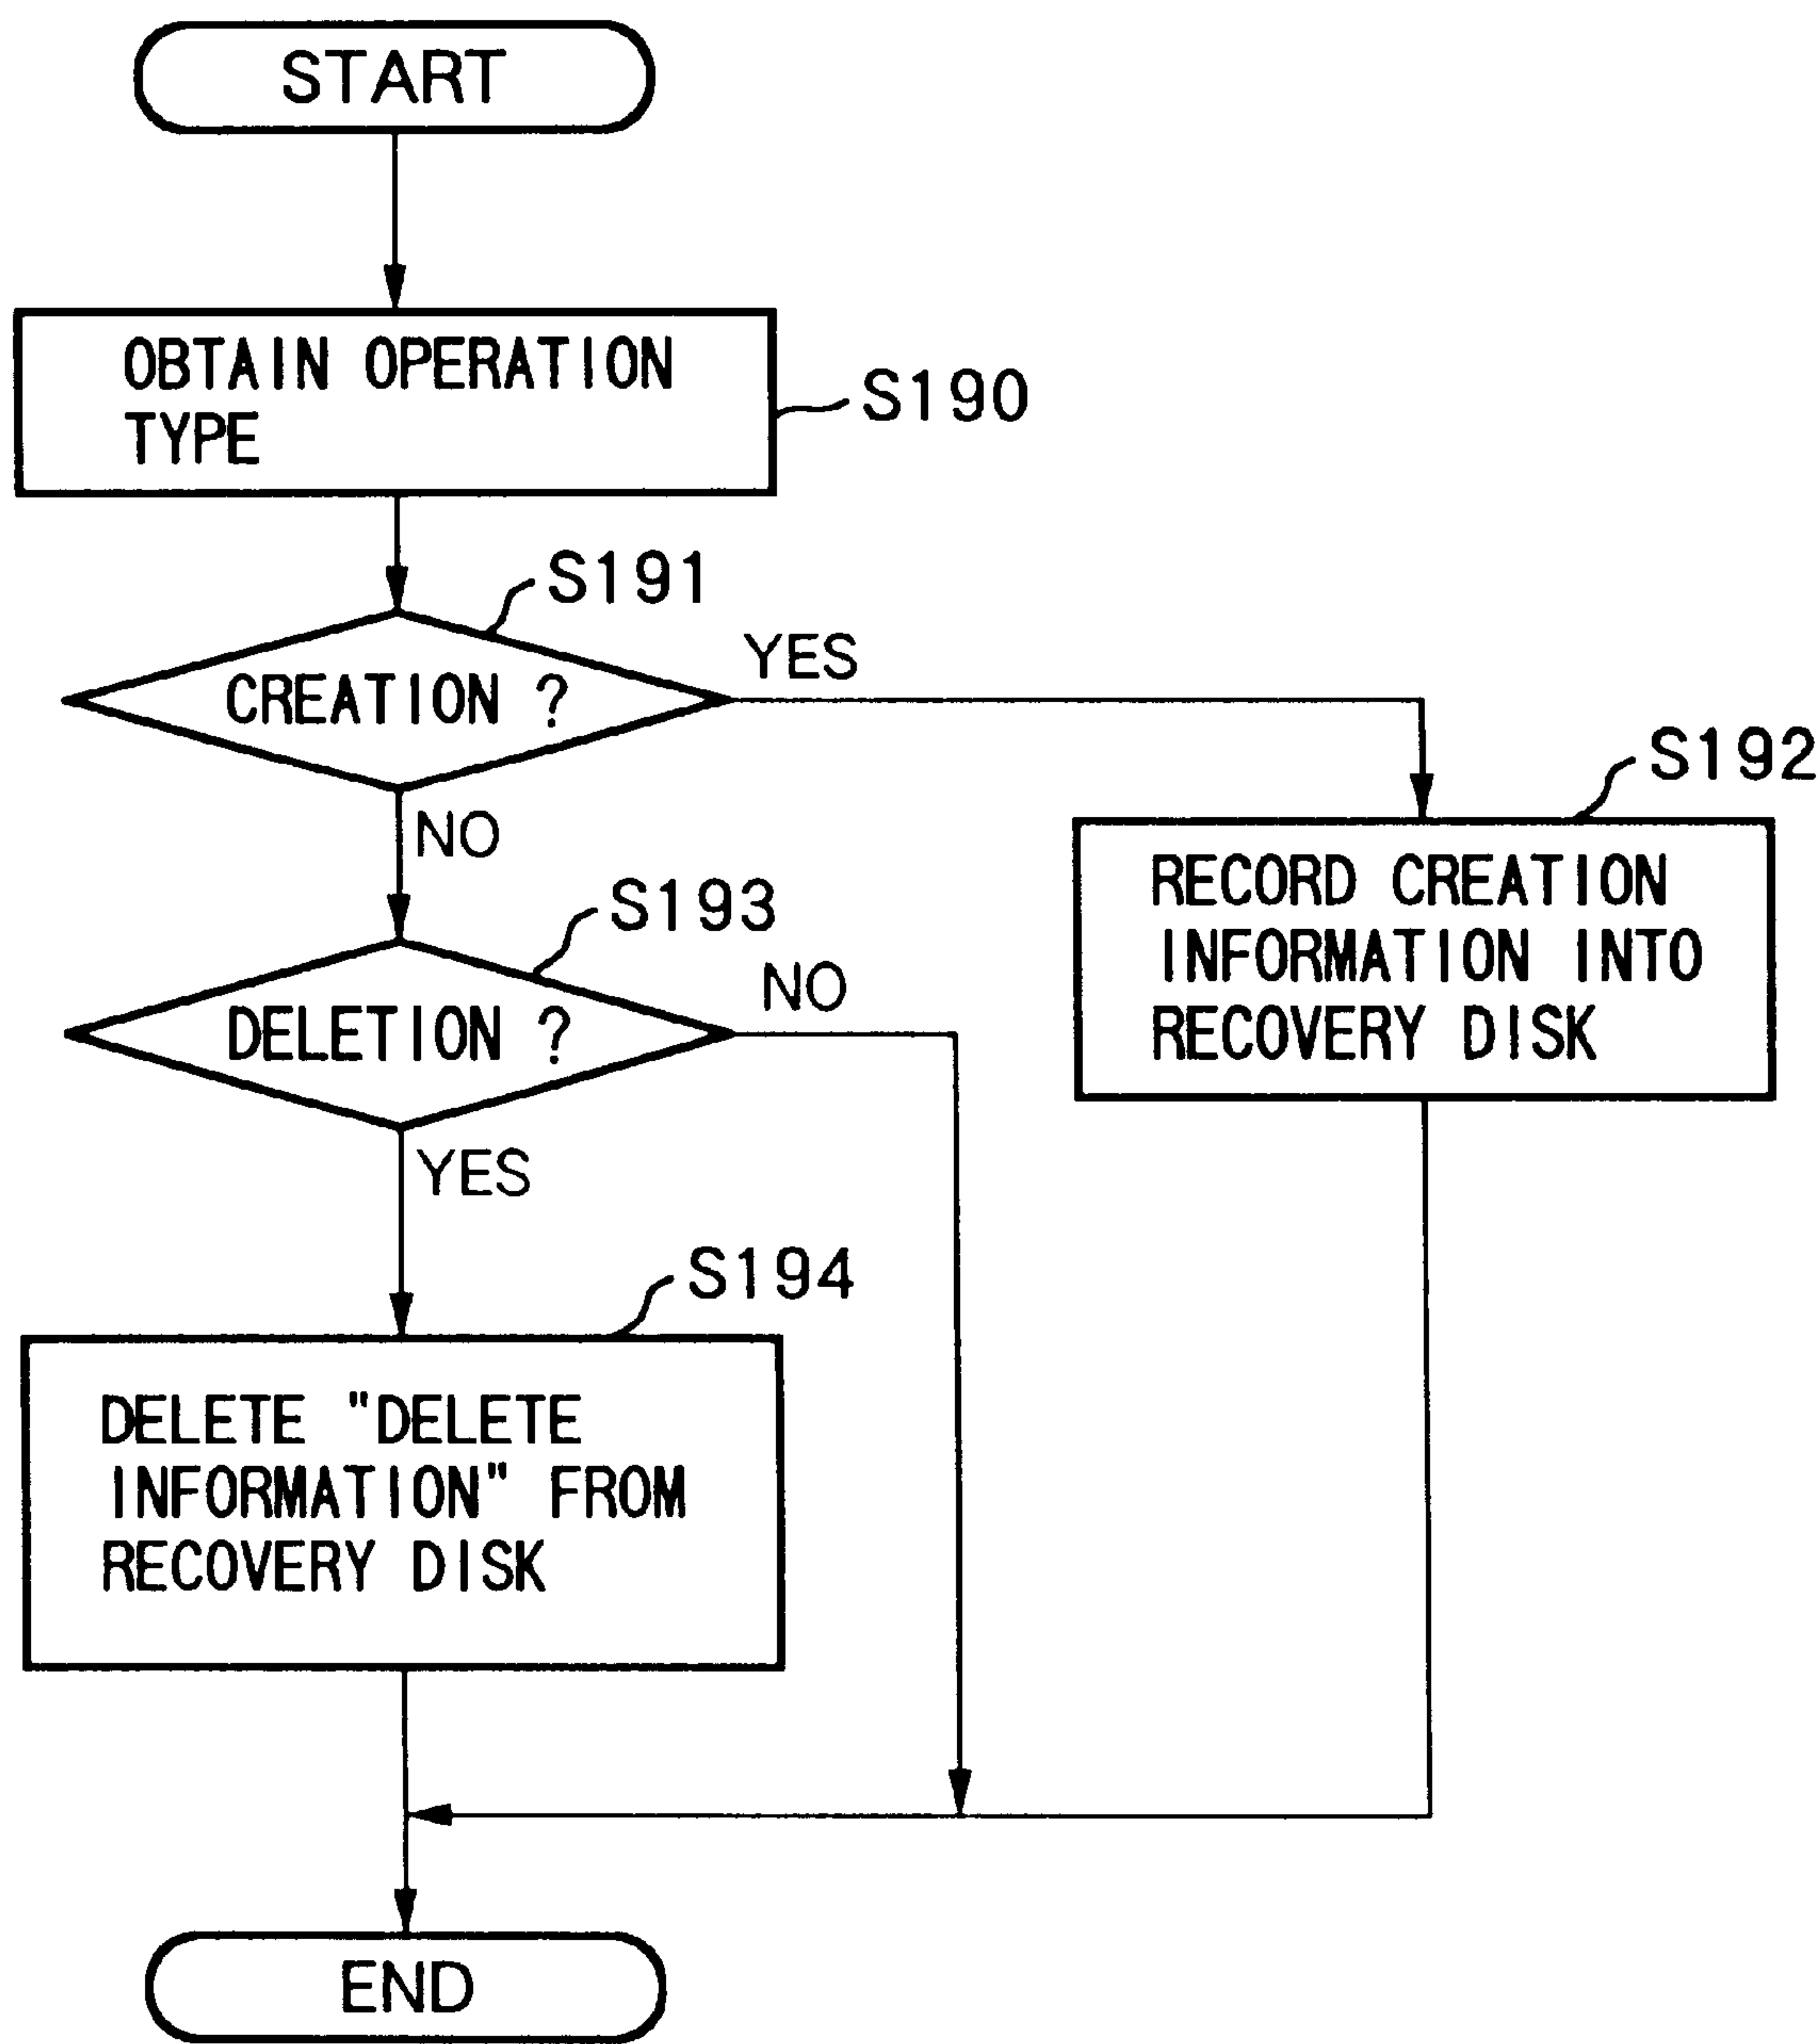 START
OBTAIN OPERATION
TYPE
S190
S191
CREATION ?
YES
NO
S192
RECORD CREATION
INFORMATION INTO
RECOVERY DISK
S193
DELETION ?
NO
YES
S194
DELETE "DELETE
INFORMATION" FROM
RECOVERY DISK
END